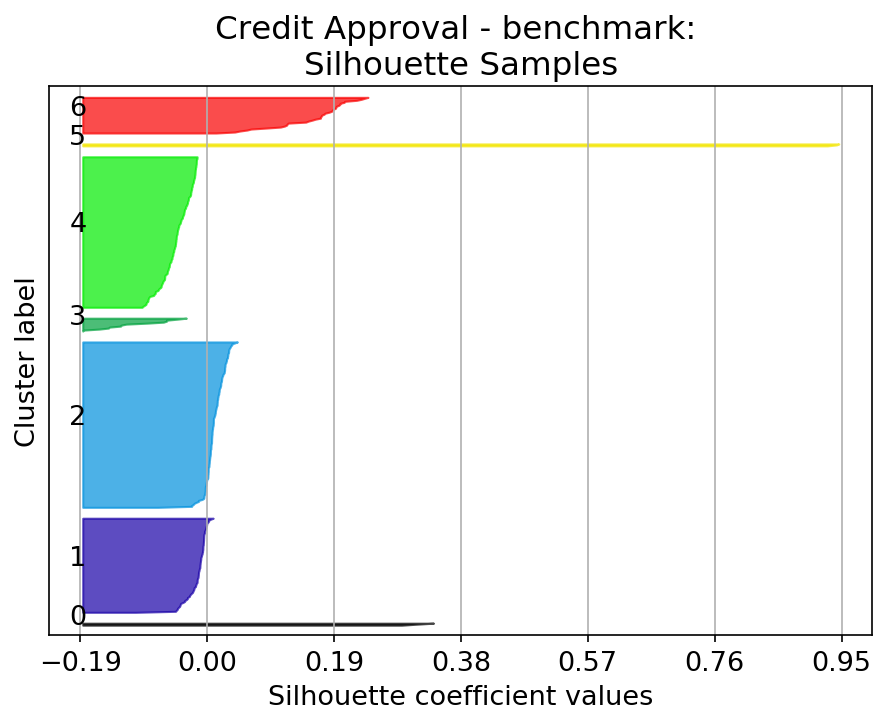 Credit Approval - benchmark:
Silhouette Samples
6
5
4
3
2
1
0
Cluster label
−0.19 0.00 0.19 0.38 0.57 0.76 0.95
Silhouette coefficient values